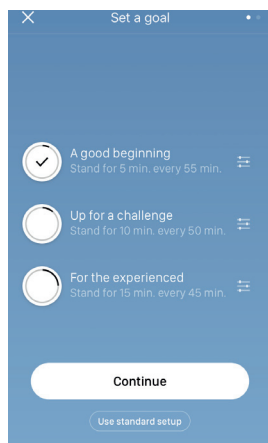 Set a goal
A good beginning
Stand for 5 min. every 55 min.
Up for a challenge
Stand for 10 min. every 50 min.
For the experienced
Stand for 15 min. every 45 min.
Continue
Use standard setup